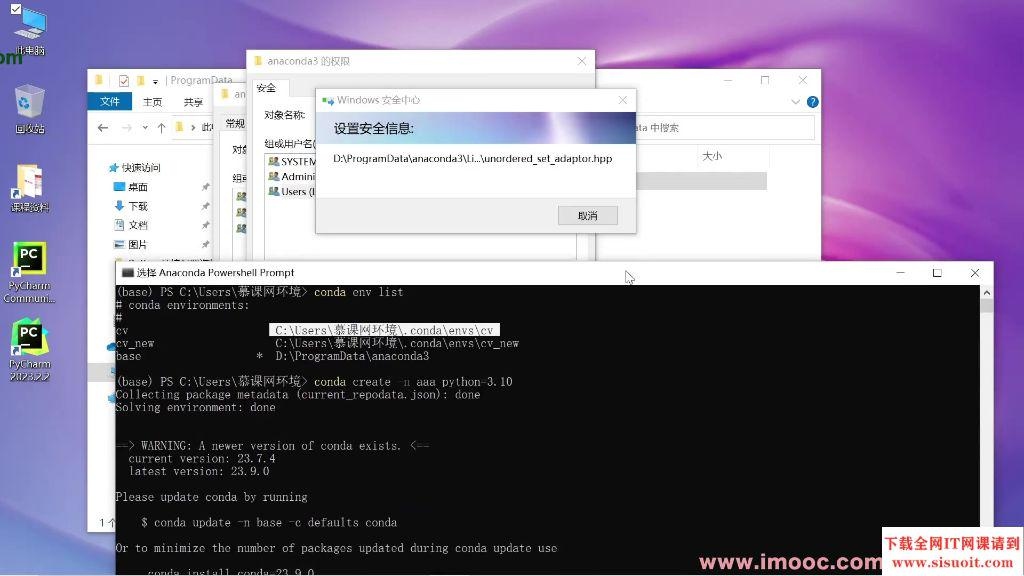 此电脑
om
回收站
课程资料
PyCharm
Communi...
PyCharm
2023.2.2
ProgramData
文件
主页
共享
快速访问
桌面
下载
文档
图片
大小
中搜索
an
常规
anaconda3 的权限
安全
对象名称:
组或用户名(
SYSTEM
Admini
Users (
Windows 安全中心
设置安全信息:
D:\ProgramData\anaconda3\Li...\unordered_set_adaptor.hpp
取消
选择 Anaconda Powershell Prompt
(base) PS C:\Users\慕课网环境> conda env list
# conda environments:
#
cv C:\Users\慕课网环境\.conda\envs\cv
cv_new C:\Users\慕课网环境\.conda\envs\cv_new
base * D:\ProgramData\anaconda3
(base) PS C:\Users\慕课网环境> conda create -n aaa python=3.10
Collecting package metadata (current_repodata.json): done
Solving environment: done
==> WARNING: A newer version of conda exists. <==
current version: 23.7.4
latest version: 23.9.0
Please update conda by running
$ conda update -n base -c defaults conda
Or to minimize the number of packages updated during conda update use
conda install conda=23.9.0
www.imooc.com
下载全网IT网课请到
www.sisuoit.com